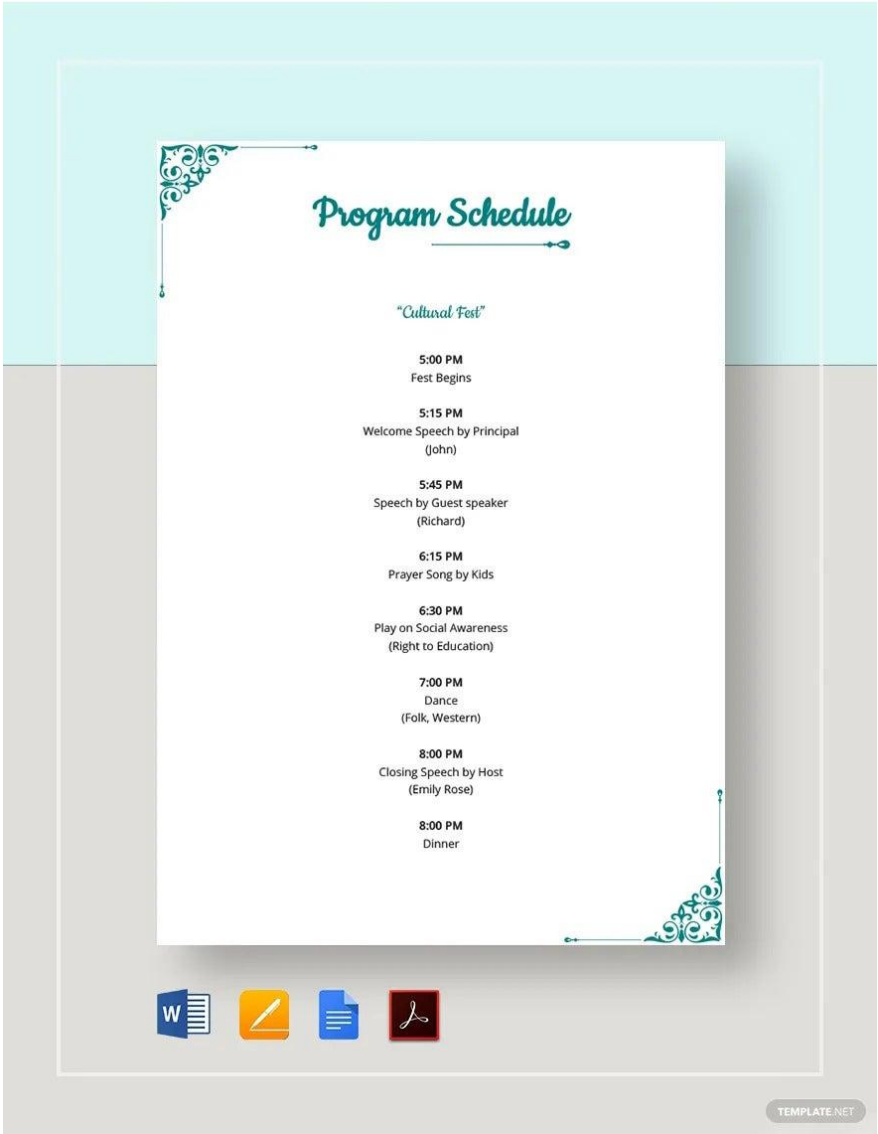 Program Schedule
“Cultural Fest”
5:00 PM
Fest Begins
5:15 PM
Welcome Speech by Principal
(John)
5:45 PM
Speech by Guest speaker
(Richard)
6:15 PM
Prayer Song by Kids
6:30 PM
Play on Social Awareness
(Right to Education)
7:00 PM
Dance
(Folk, Western)
8:00 PM
Closing Speech by Host
(Emily Rose)
8:00 PM
Dinner
W
TEMPLATE.NET